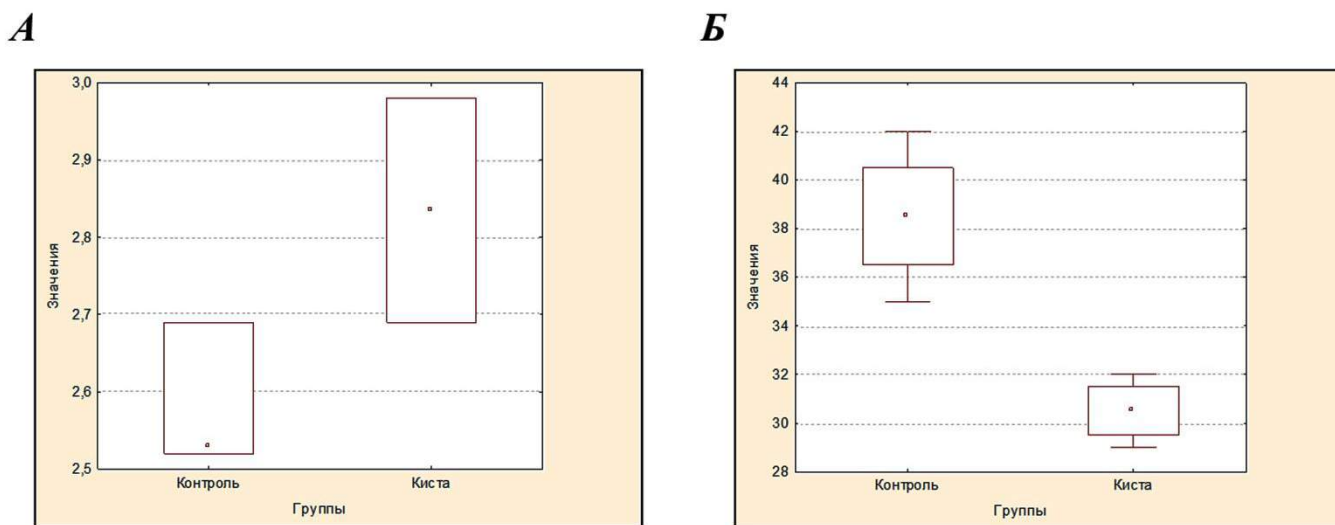 А
Б
3,0
2,9
2,8
2,7
2,6
2,5
Значения
Контроль
Киста
Группы
44
42
40
38
36
34
32
30
28
Значения
Контроль
Киста
Группы